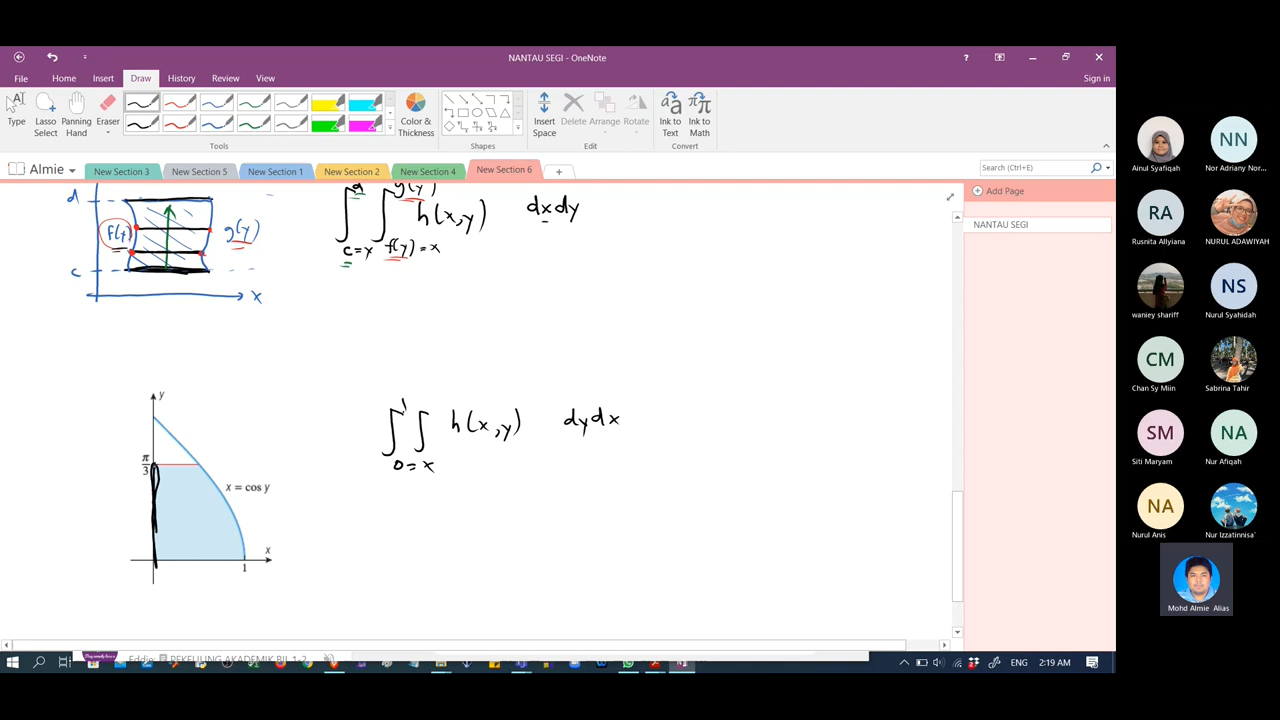 NANTAU SEGI - OneNote
File Home Insert Draw History Review View
Sign in
Type
Lasso Select
Panning Hand
Eraser
Color & Thickness
Insert Space
Delete
Arrange
Rotate
Ink to Text
Ink to Math
Tools
Shapes
Edit
Convert
Almie
New Section 3
New Section 5
New Section 1
New Section 2
New Section 4
New Section 6
Search (Ctrl+E)
Add Page
NANTAU SEGI
d
f(y)
g(y)
c
x
∫ ∫ h(x,y) dxdy
d
g(y)
c=x f(y)=x
y
π/3
x = cos y
x
1
∫ ∫ h(x,y) dydx
1
0=x
Ainul Syafiqah
NN
Nor Adriany Nor...
RA
Rusnita Allyiana
NURUL ADAWIYAH
waniey shariff
NS
Nurul Syahidah
CM
Chan Sy Miin
Sabrina Tahir
SM
Siti Maryam
NA
Nur Afiqah
NA
Nurul Anis
Nur Izzatinnisa'
Mohd Almie Alias
ENG
2:19 AM